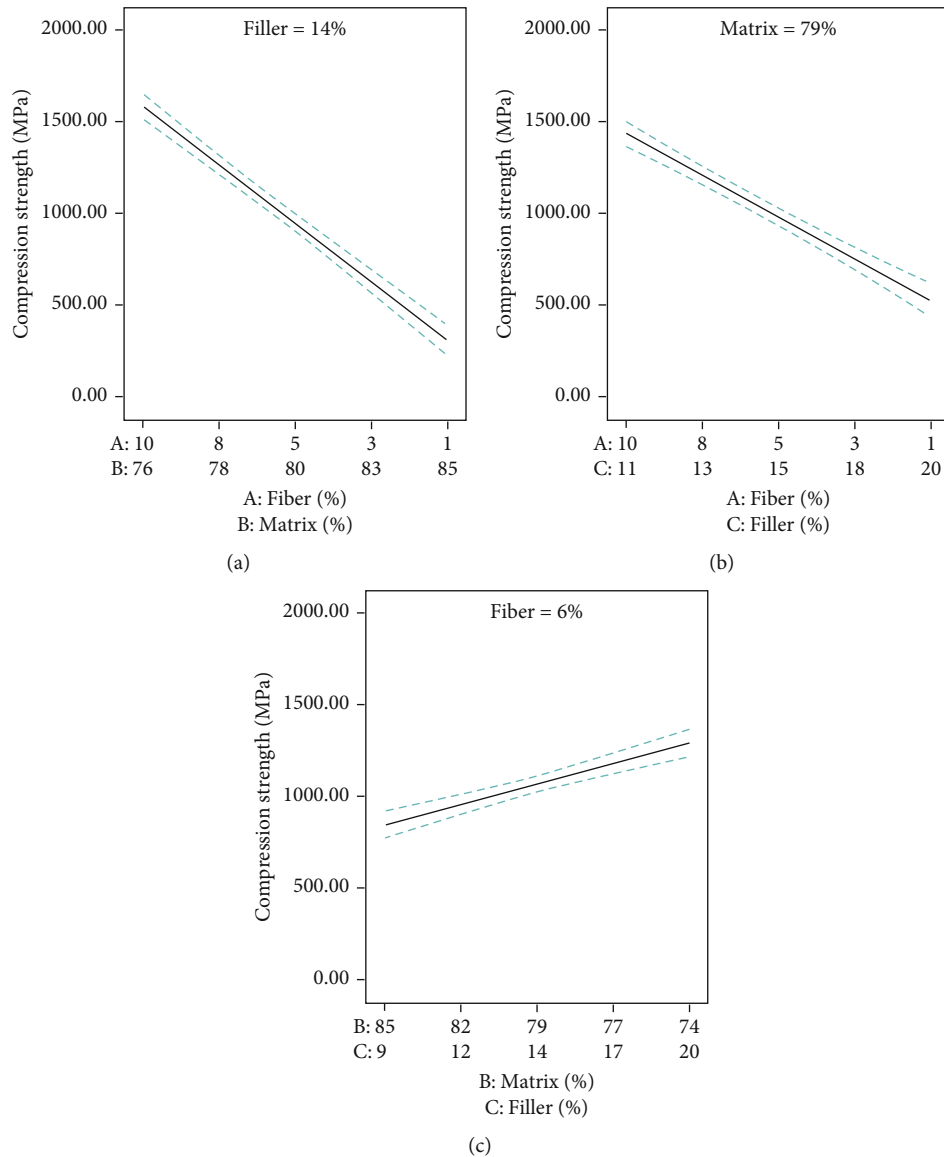 Filler = 14%
2000.00
1500.00
1000.00
500.00
0.00
Compression strength (MPa)
A: 10 8 5 3 1
B: 76 78 80 83 85
A: Fiber (%)
B: Matrix (%)
(a)
Matrix = 79%
2000.00
1500.00
1000.00
500.00
0.00
Compression strength (MPa)
A: 10 8 5 3 1
C: 11 13 15 18 20
A: Fiber (%)
C: Filler (%)
(b)
Fiber = 6%
2000.00
1500.00
1000.00
500.00
0.00
Compression strength (MPa)
B: 85 82 79 77 74
C: 9 12 14 17 20
B: Matrix (%)
C: Filler (%)
(c)